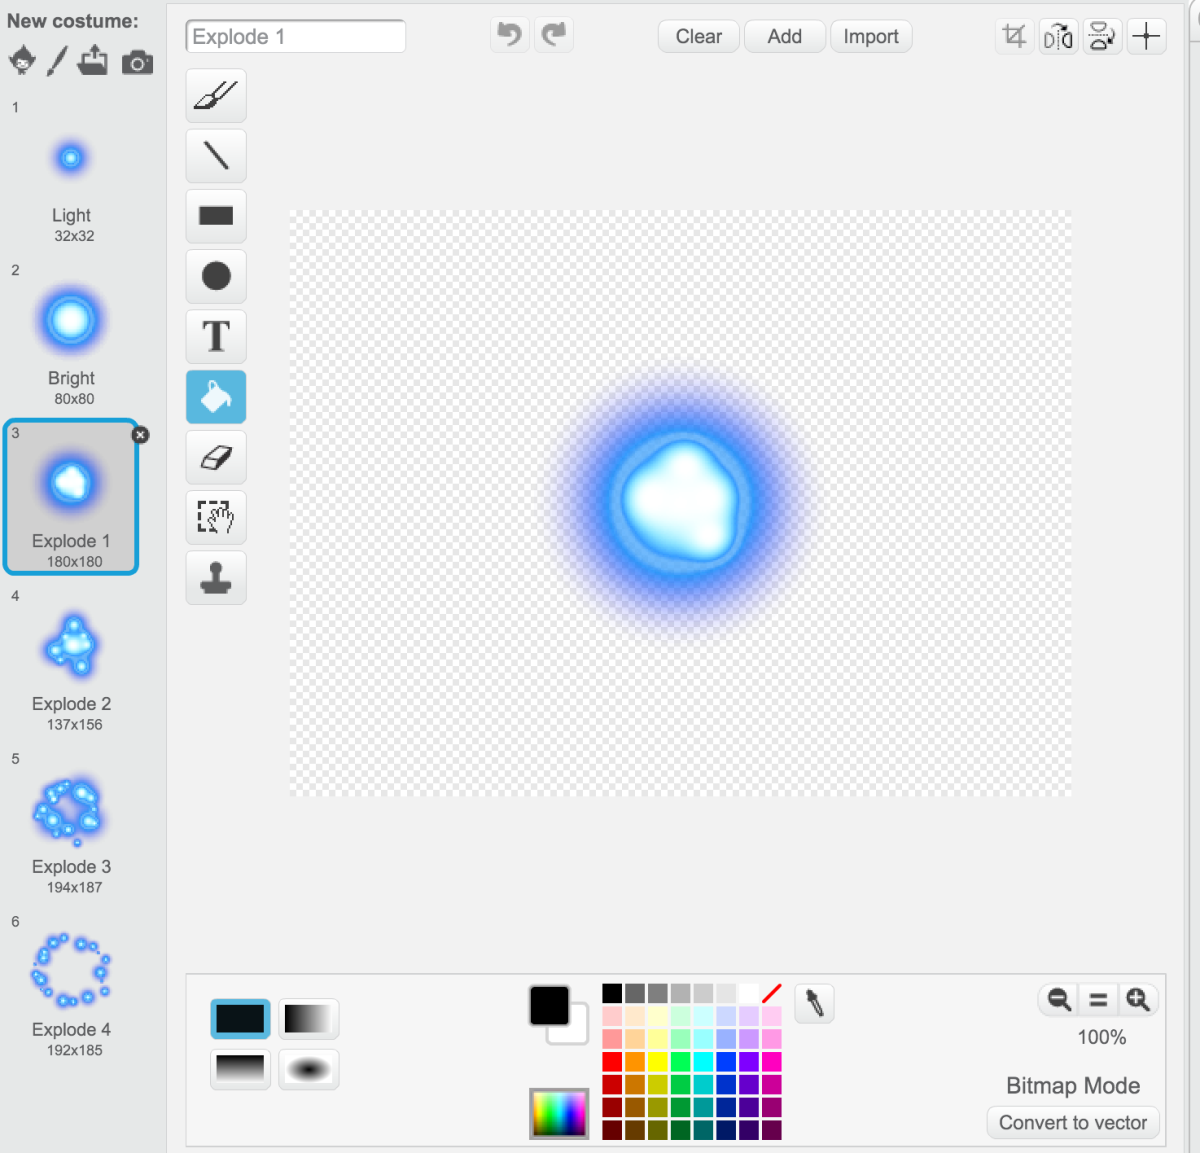 New costume:
Explode 1
Clear
Add
Import
1
Light
32x32
2
Bright
80x80
3
Explode 1
180x180
4
Explode 2
137x156
5
Explode 3
194x187
6
Explode 4
192x185
T
100%
Bitmap Mode
Convert to vector